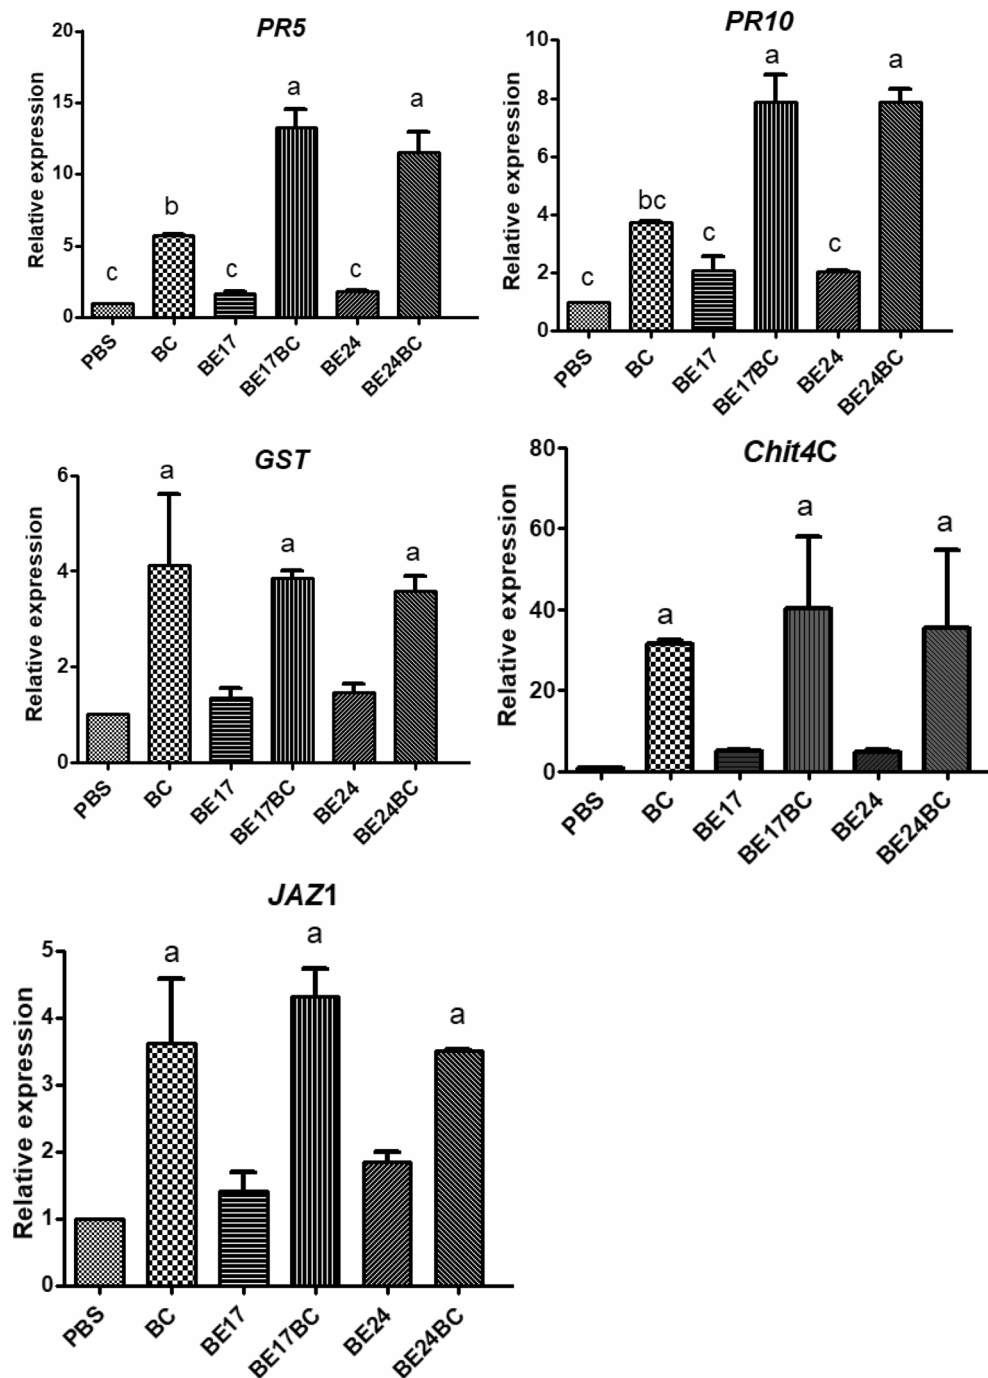 PR5
Relative expression
20
15
10
5
0
c
b
c
a
c
a
PBS
BC
BE17
BE17BC
BE24
BE24BC
PR10
Relative expression
10
8
6
4
2
0
c
bc
c
a
c
a
PBS
BC
BE17
BE17BC
BE24
BE24BC
GST
Relative expression
6
4
2
0
a
a
a
PBS
BC
BE17
BE17BC
BE24
BE24BC
Chit4C
Relative expression
80
60
40
20
0
a
a
a
PBS
BC
BE17
BE17BC
BE24
BE24BC
JAZ1
Relative expression
5
4
3
2
1
0
a
a
a
PBS
BC
BE17
BE17BC
BE24
BE24BC